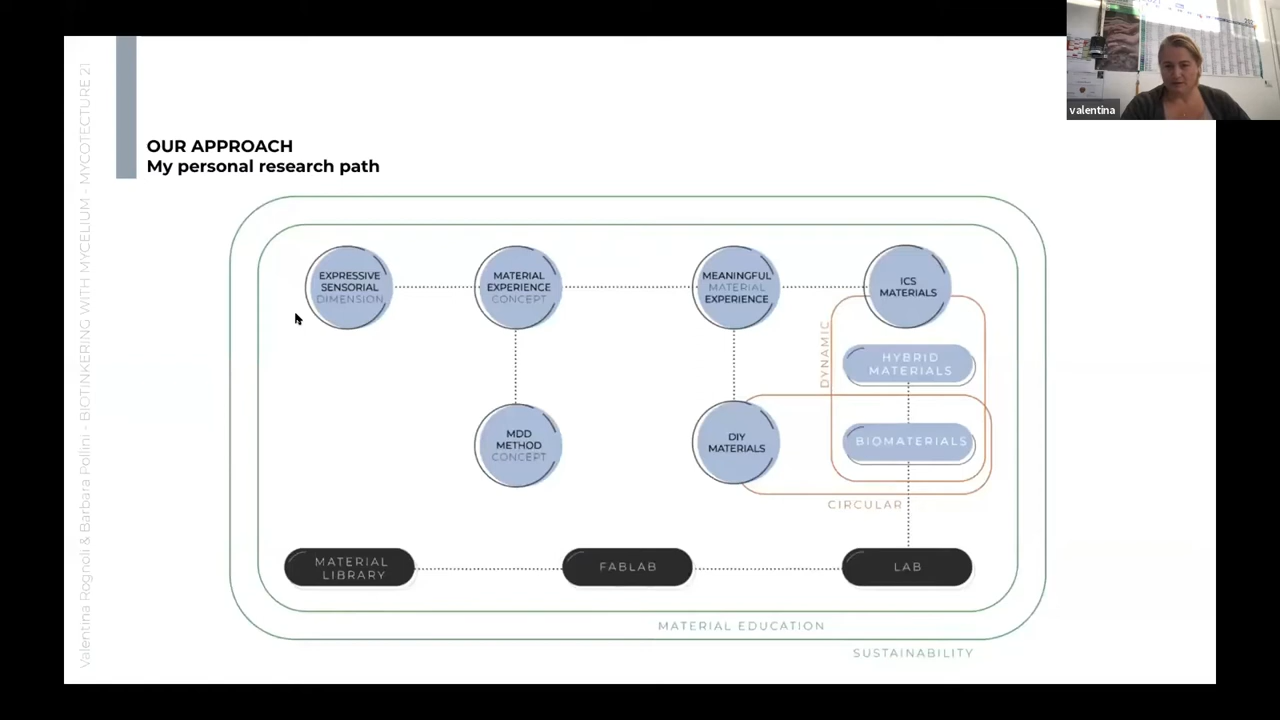 valentina
Valentina Rognoli & Barbara Pollini - BIOTINKERING WITH MYCELIUM - MYCOTECTURE 21
OUR APPROACH
My personal research path
EXPRESSIVE
SENSORIAL
DIMENSION
MATERIAL
EXPERIENCE
CONCEPT
MEANINGFUL
MATERIAL
EXPERIENCE
ICS
MATERIALS
DYNAMIC
HYBRID
MATERIALS
MDD
METHOD
CONCEPT
DIY
MATERIALS
BIOMATERIALS
CIRCULAR
MATERIAL
LIBRARY
FABLAB
LAB
MATERIAL EDUCATION
SUSTAINABILITY